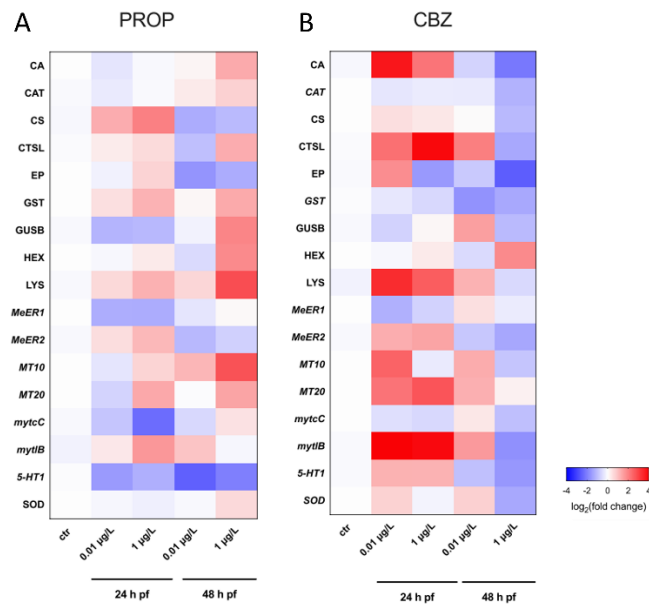 A PROP
CA
CAT
CS
CTSL
EP
GST
GUSB
HEX
LYS
MeER1
MeER2
MT10
MT20
mytcC
mytlB
5-HT1
SOD
ctr
0.01 µg/L
1 µg/L
0.01 µg/L
1 µg/L
24 h pf
48 h pf
B CBZ
CA
CAT
CS
CTSL
EP
GST
GUSB
HEX
LYS
MeER1
MeER2
MT10
MT20
mytcC
mytlB
5-HT1
SOD
ctr
0.01 µg/L
1 µg/L
0.01 µg/L
1 µg/L
24 h pf
48 h pf
-4 -2 0 2 4
log2(fold change)